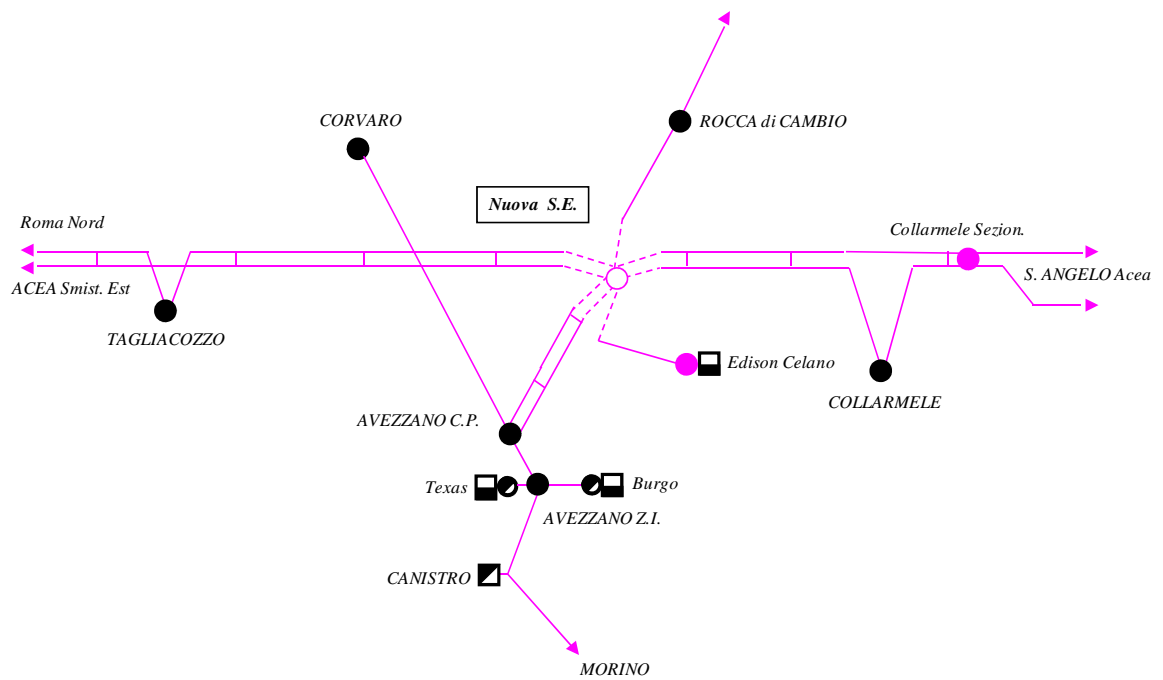 CORVARO
ROCCA di CAMBIO
Nuova S.E.
Roma Nord
Collarmele Sezion.
S. ANGELO Acea
ACEA Smist. Est
TAGLIACOZZO
Edison Celano
COLLARMELE
AVEZZANO C.P.
Texas
Burgo
AVEZZANO Z.I.
CANISTRO
MORINO